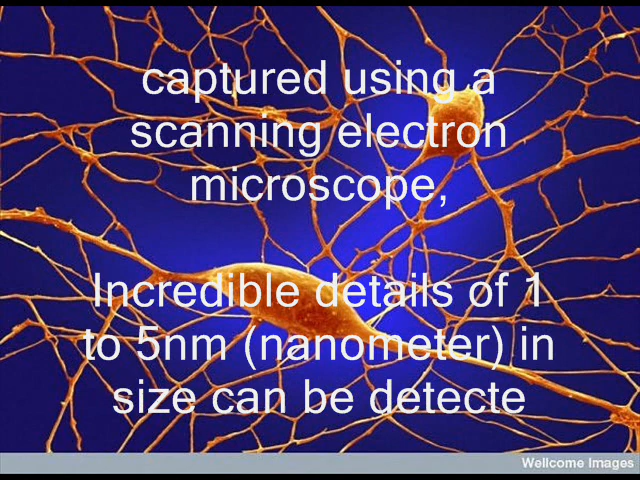 captured using a
scanning electron
microscope,
Incredible details of 1
to 5nm (nanometer) in
size can be detecte
Wellcome Images